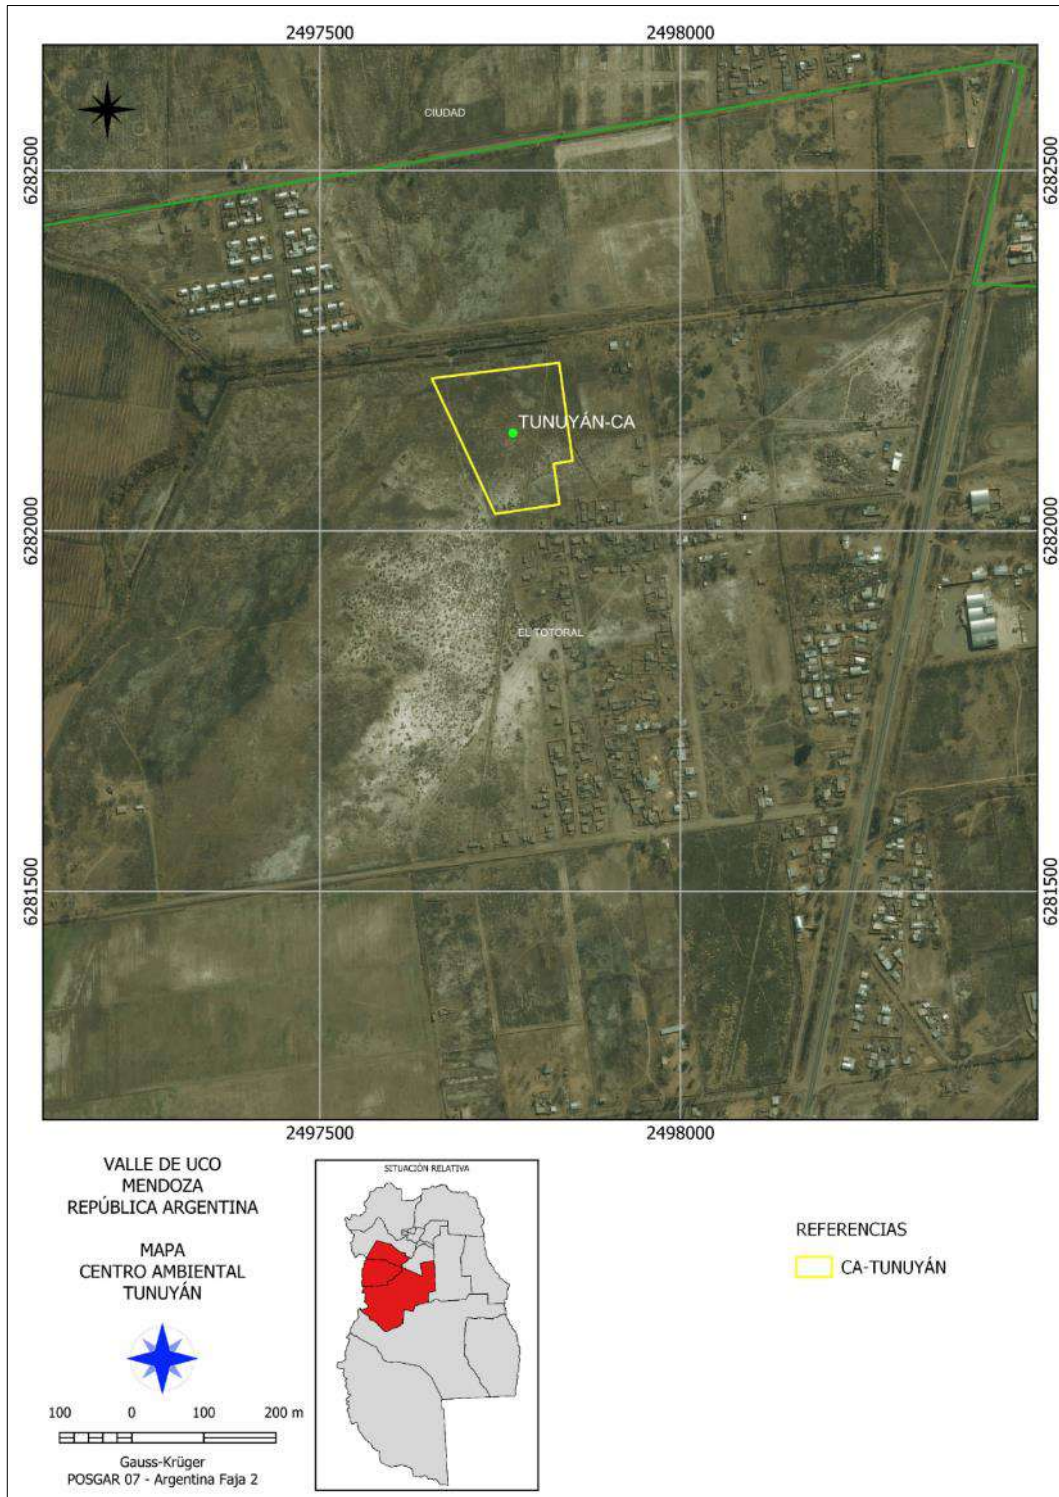 2497500 2498000
CIUDAD
6282500 6282500
TUNUYÁN-CA
6282000 6282000
EL TOTORAL
6281500 6281500
2497500 2498000
VALLE DE UCO
MENDOZA
REPÚBLICA ARGENTINA
MAPA
CENTRO AMBIENTAL
TUNUYÁN
100 0 100 200 m
Gauss-Krüger
POSGAR 07 - Argentina Faja 2
SITUACIÓN RELATIVA
REFERENCIAS
CA-TUNUYÁN